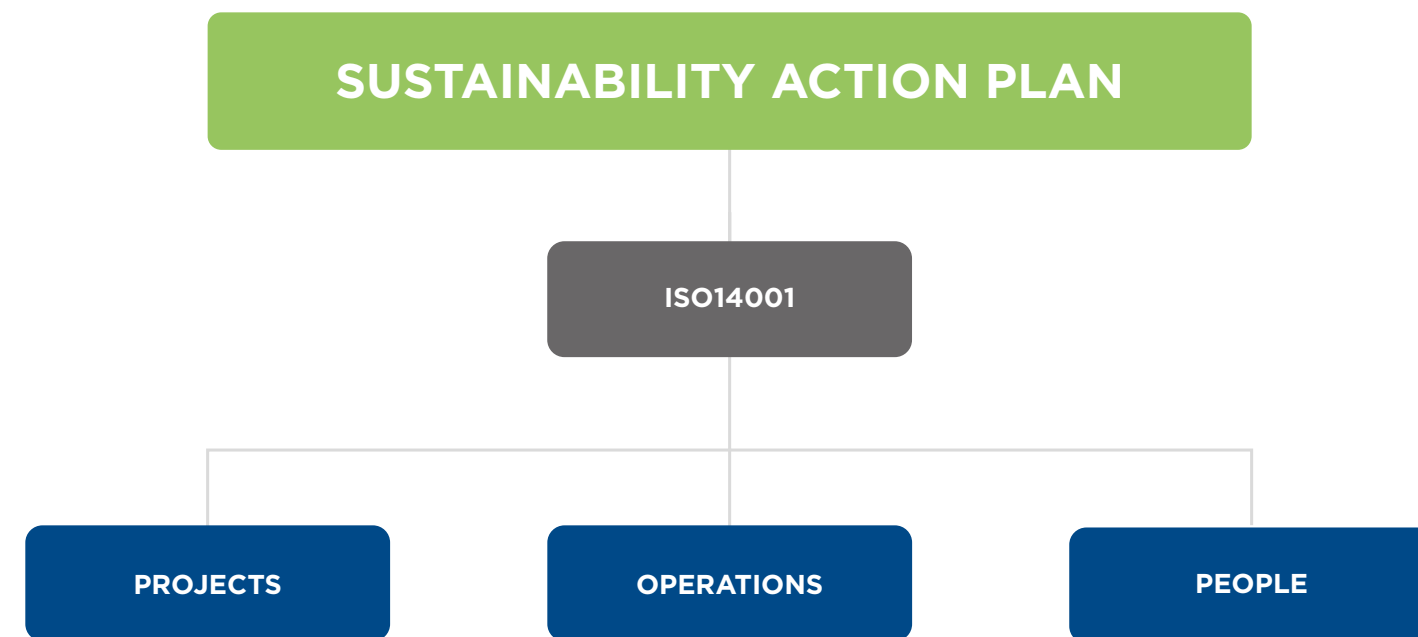 SUSTAINABILITY ACTION PLAN
ISO14001
PROJECTS
OPERATIONS
PEOPLE